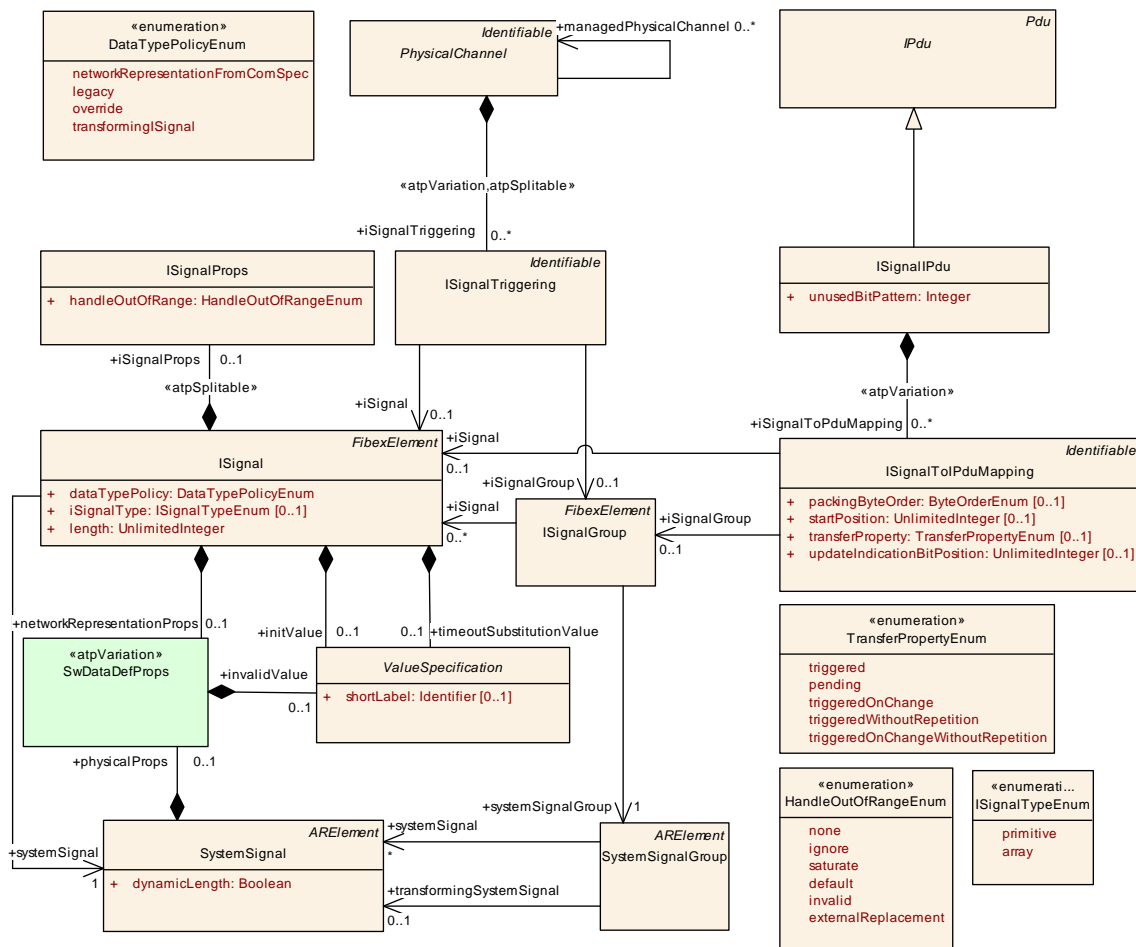 «enumeration»
DataTypePolicyEnum
networkRepresentationFromComSpec
legacy
override
transformingISignal
Identifiable
PhysicalChannel
+managedPhysicalChannel 0..*
Pdu
IPdu
«atpVariation,atpSplitable»
+iSignalTriggering
0..*
ISignalProps
+ handleOutOfRange: HandleOutOfRangeEnum
Identifiable
ISignalTriggering
ISignalIPdu
+ unusedBitPattern: Integer
+iSignalProps 0..1
«atpSplitable»
«atpVariation»
+iSignal
0..1
+iSignalToPduMapping 0..*
FibexElement
ISignal
+ dataTypePolicy: DataTypePolicyEnum
+ iSignalType: ISignalTypeEnum [0..1]
+ length: UnlimitedInteger
+iSignal
0..1
Identifiable
ISignalToIPduMapping
+ packingByteOrder: ByteOrderEnum [0..1]
+ startPosition: UnlimitedInteger [0..1]
+ transferProperty: TransferPropertyEnum [0..1]
+ updateIndicationBitPosition: UnlimitedInteger [0..1]
+iSignalGroup 0..1
+iSignal
0..*
FibexElement
ISignalGroup
+iSignalGroup
0..1
+networkRepresentationProps 0..1
+initValue 0..1
0..1 +timeoutSubstitutionValue
«enumeration»
TransferPropertyEnum
triggered
pending
triggeredOnChange
triggeredWithoutRepetition
triggeredOnChangeWithoutRepetition
«atpVariation»
SwDataDefProps
+invalidValue
0..1
ValueSpecification
+ shortLabel: Identifier [0..1]
+physicalProps 0..1
«enumeration»
HandleOutOfRangeEnum
none
ignore
saturate
default
invalid
externalReplacement
«enumerati...
ISignalTypeEnum
primitive
array
+systemSignalGroup 1
+systemSignal
1
ARElement
SystemSignal
+ dynamicLength: Boolean
+systemSignal
*
+transformingSystemSignal
0..1
ARElement
SystemSignalGroup